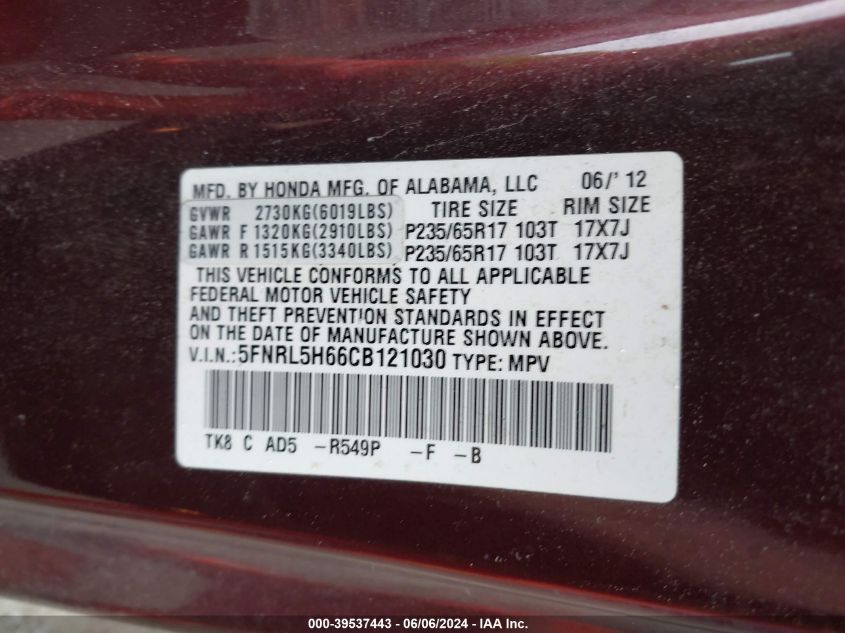 MFD. BY HONDA MFG. OF ALABAMA, LLC 06/' 12
GVWR 2730KG(6019LBS) TIRE SIZE RIM SIZE
GAWR F 1320KG(2910LBS) P235/65R17 103T 17X7J
GAWR R 1515KG(3340LBS) P235/65R17 103T 17X7J
THIS VEHICLE CONFORMS TO ALL APPLICABLE
FEDERAL MOTOR VEHICLE SAFETY
AND THEFT PREVENTION STANDARDS IN EFFECT
ON THE DATE OF MANUFACTURE SHOWN ABOVE.
V.I.N.:5FNRL5H66CB121030 TYPE: MPV
TK8 C AD5 -R549P -F -B
000-39537443 - 06/06/2024 - IAA Inc.